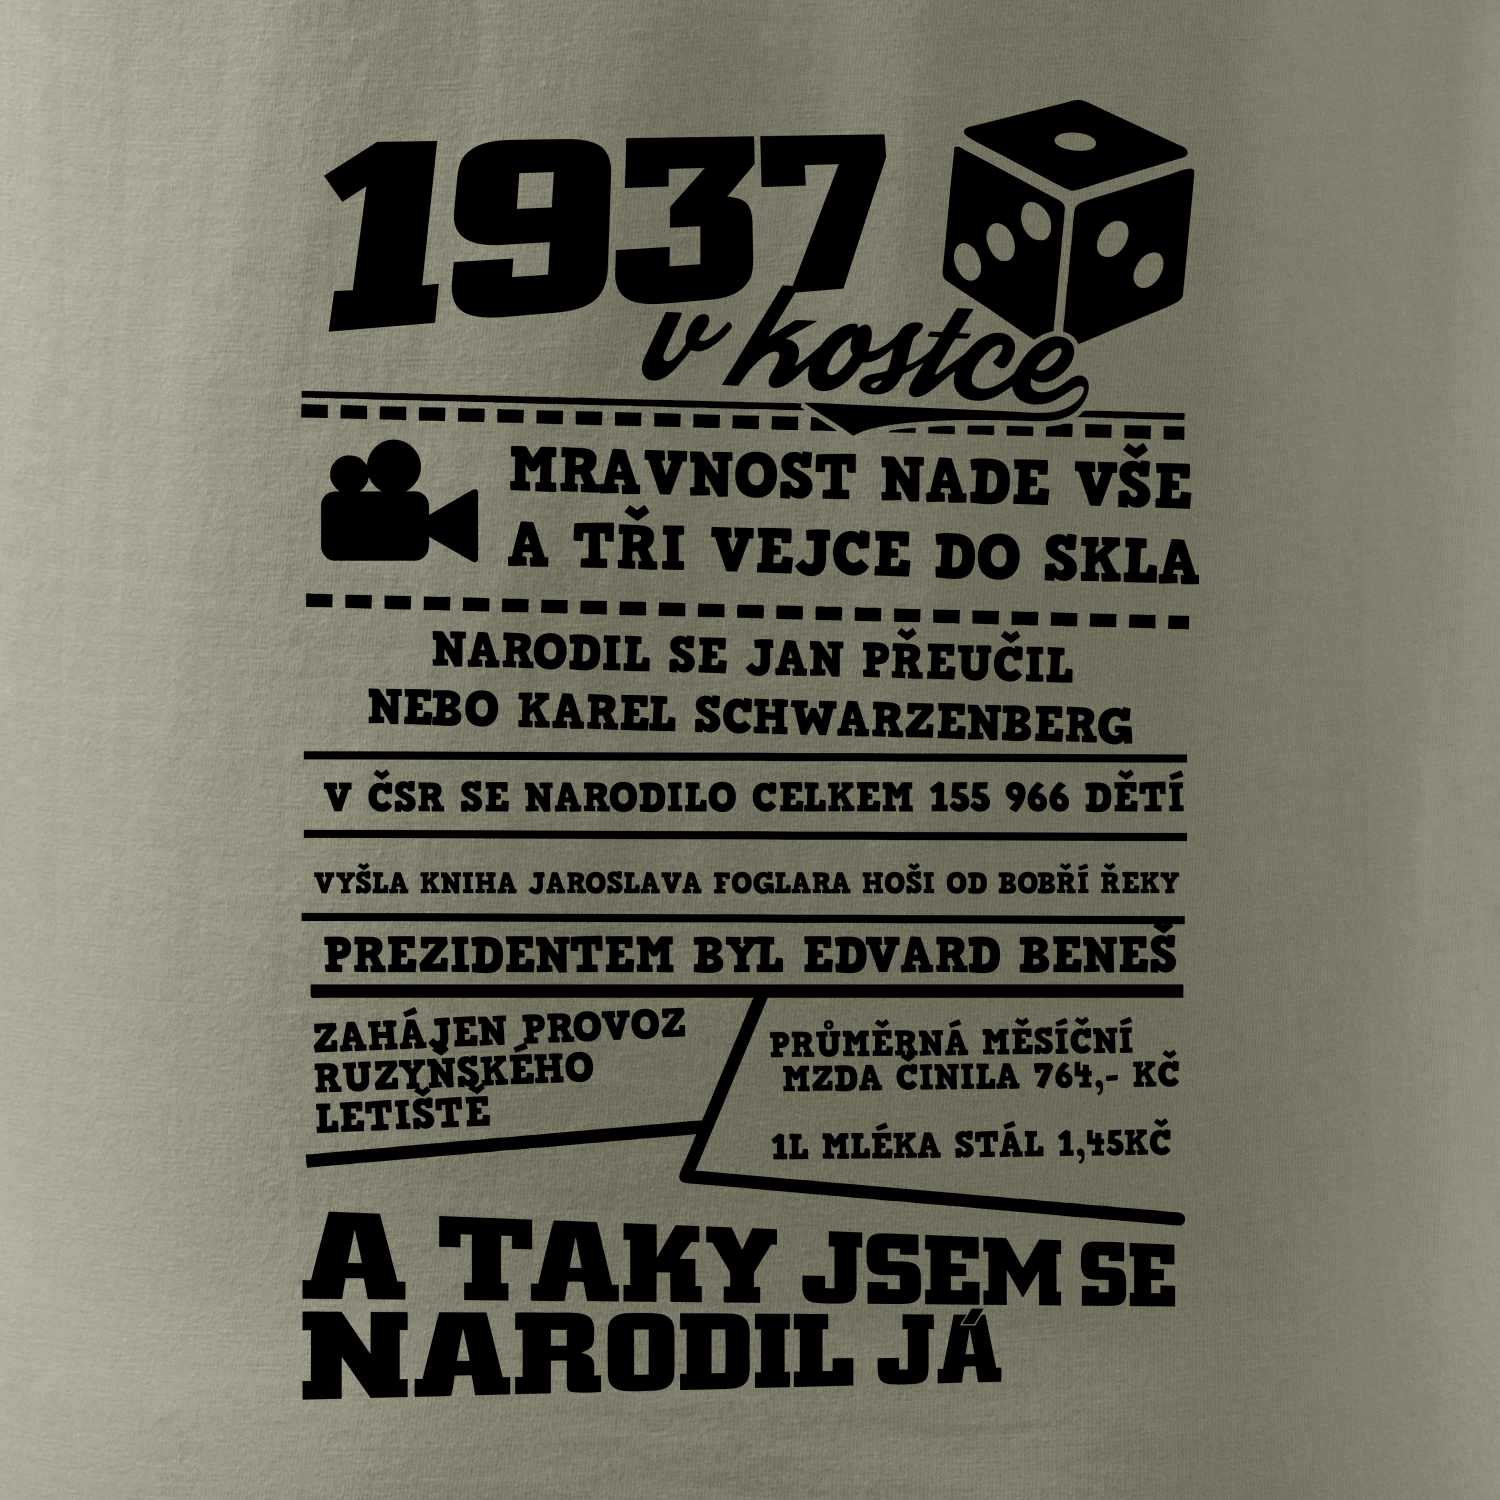 1937
v kostce
MRAVNOST NADE VŠE
A TŘI VEJCE DO SKLA
NARODIL SE JAN PŘEUČIL
NEBO KAREL SCHWARZENBERG
V ČSR SE NARODILO CELKEM 155 966 DĚTÍ
VYŠLA KNIHA JAROSLAVA FOGLARA HOŠI OD BOBŘÍ ŘEKY
PREZIDENTEM BYL EDVARD BENEŠ
ZAHÁJEN PROVOZ
RUZYŇSKÉHO
LETIŠTĚ
PRŮMĚRNÁ MĚSÍČNÍ
MZDA ČINILA 764,- KČ
1L MLÉKA STÁL 1,45KČ
A TAKY JSEM SE
NARODIL JÁ